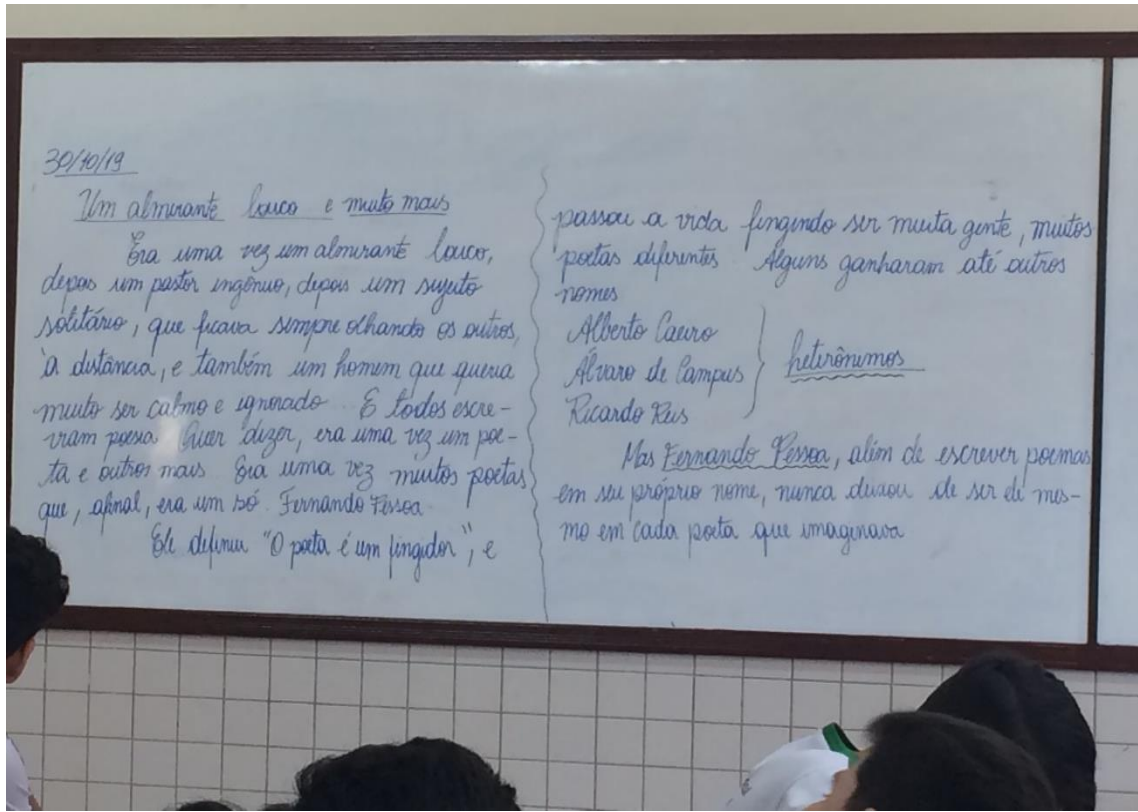 30/10/19
Um almirante louco e muito mais
Era uma vez um almirante louco,
depois um pastor ingênuo, depois um sujeito
solitário, que ficava sempre olhando os outros,
à distância, e também um homem que queria
muito ser calmo e ignorado. E todos escre-
viam poesia. Quer dizer, era uma vez um poe-
ta e outros mais. Era uma vez muitos poetas
que, afinal, era um só. Fernando Pessoa.
Ele definiu "O poeta é um fingidor", e
passou a vida fingindo ser muita gente, muitos
poetas diferentes. Alguns ganharam até outros
nomes
Alberto Caeiro
Álvaro de Campus
Ricardo Reis
heterônimos
Mas Fernando Pessoa, além de escrever poemas
em seu próprio nome, nunca deixou de ser ele mes-
mo em cada poeta que imaginava.